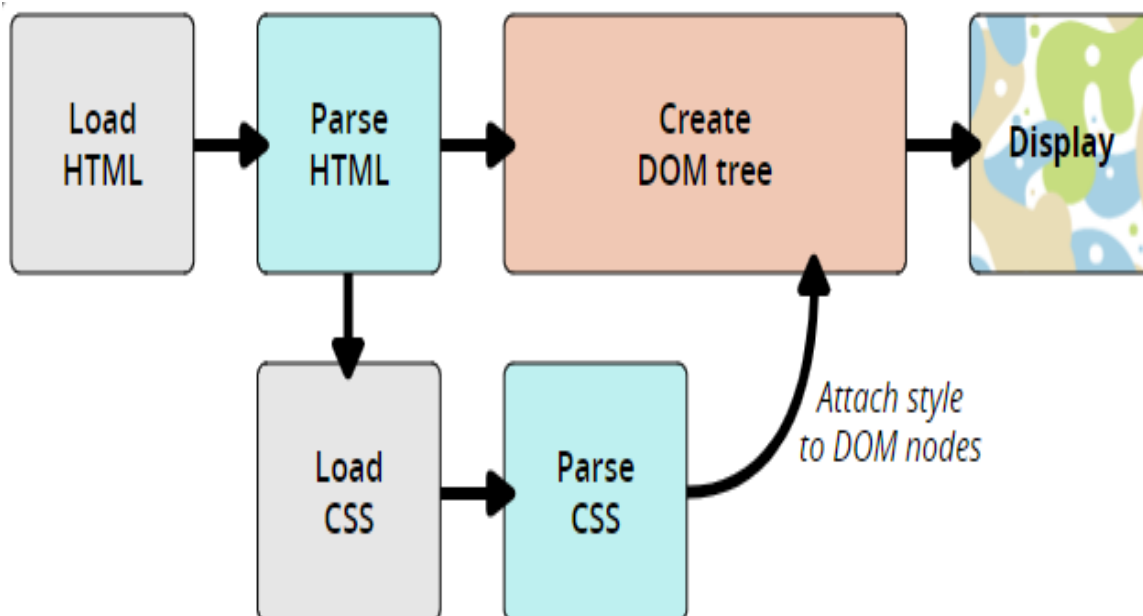 Load
HTML
Parse
HTML
Create
DOM tree
Display
Load
CSS
Parse
CSS
Attach style
to DOM nodes